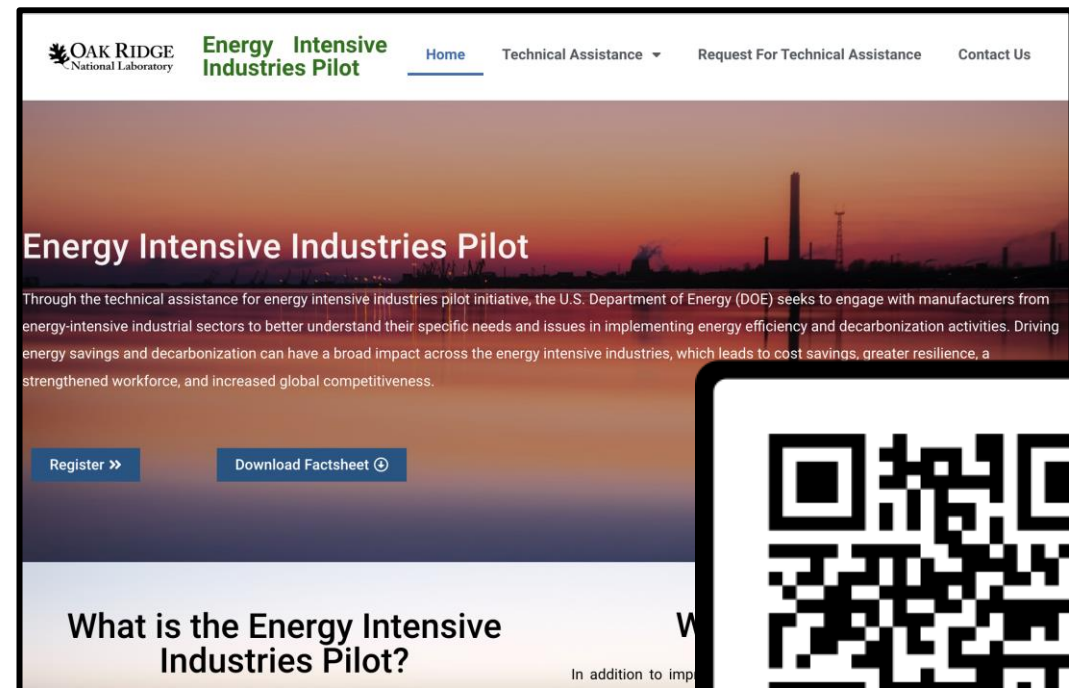 OAK RIDGE
National Laboratory
Energy Intensive
Industries Pilot
Home
Technical Assistance
Request For Technical Assistance
Contact Us
Energy Intensive Industries Pilot
Through the technical assistance for energy intensive industries pilot initiative, the U.S. Department of Energy (DOE) seeks to engage with manufacturers from
energy-intensive industrial sectors to better understand their specific needs and issues in implementing energy efficiency and decarbonization activities. Driving
energy savings and decarbonization can have a broad impact across the energy intensive industries, which leads to cost savings, greater resilience, a
strengthened workforce, and increased global competitiveness.
Register »
Download Factsheet
What is the Energy Intensive
Industries Pilot?
In addition to